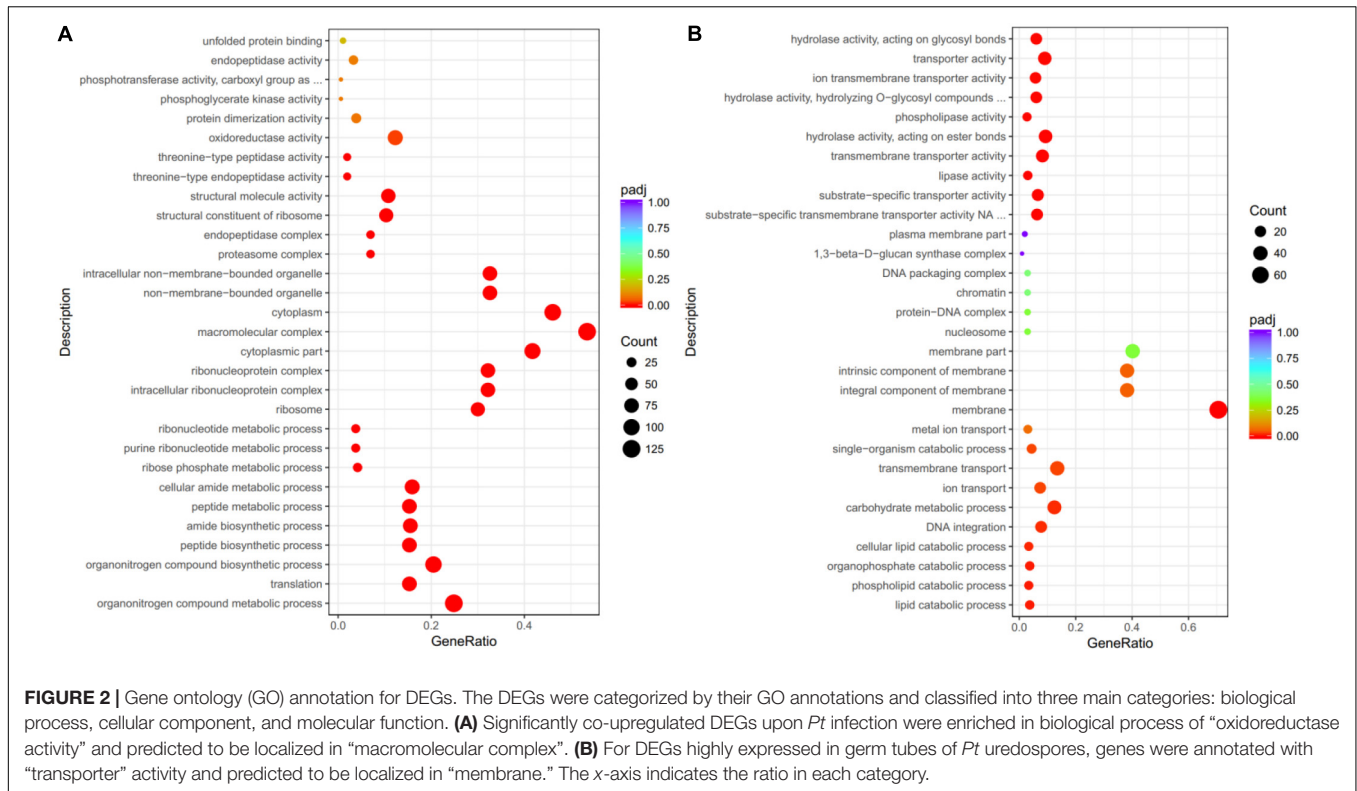 A
unfolded protein binding
endopeptidase activity
phosphotransferase activity, carboxyl group as ...
phosphoglycerate kinase activity
protein dimerization activity
oxidoreductase activity
threonine−type peptidase activity
threonine−type endopeptidase activity
structural molecule activity
structural constituent of ribosome
endopeptidase complex
proteasome complex
intracellular non−membrane−bounded organelle
non−membrane−bounded organelle
cytoplasm
macromolecular complex
cytoplasmic part
ribonucleoprotein complex
intracellular ribonucleoprotein complex
ribosome
ribonucleotide metabolic process
purine ribonucleotide metabolic process
ribose phosphate metabolic process
cellular amide metabolic process
peptide metabolic process
amide biosynthetic process
peptide biosynthetic process
organonitrogen compound biosynthetic process
translation
organonitrogen compound metabolic process
Description
0.0 0.2 0.4
GeneRatio
padj
1.00
0.75
0.50
0.25
0.00
Count
25
50
75
100
125
B
hydrolase activity, acting on glycosyl bonds
transporter activity
ion transmembrane transporter activity
hydrolase activity, hydrolyzing O−glycosyl compounds ...
phospholipase activity
hydrolase activity, acting on ester bonds
transmembrane transporter activity
lipase activity
substrate−specific transporter activity
substrate−specific transmembrane transporter activity NA ...
plasma membrane part
1,3−beta−D−glucan synthase complex
DNA packaging complex
chromatin
protein−DNA complex
nucleosome
membrane part
intrinsic component of membrane
integral component of membrane
membrane
metal ion transport
single−organism catabolic process
transmembrane transport
ion transport
carbohydrate metabolic process
DNA integration
cellular lipid catabolic process
organophosphate catabolic process
phospholipid catabolic process
lipid catabolic process
Description
0.0 0.2 0.4 0.6
GeneRatio
Count
20
40
60
padj
1.00
0.75
0.50
0.25
0.00
FIGURE 2 | Gene ontology (GO) annotation for DEGs. The DEGs were categorized by their GO annotations and classified into three main categories: biological
process, cellular component, and molecular function. (A) Significantly co-upregulated DEGs upon Pt infection were enriched in biological process of “oxidoreductase
activity” and predicted to be localized in “macromolecular complex”. (B) For DEGs highly expressed in germ tubes of Pt uredospores, genes were annotated with
“transporter” activity and predicted to be localized in “membrane.” The x-axis indicates the ratio in each category.